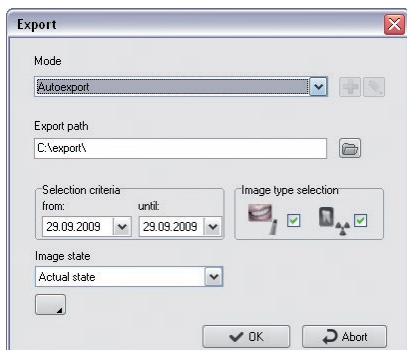 Export
Mode
Autoexport
Export path
C:\export\
Selection criteria
Image type selection
from:
until:
29.09.2009
29.09.2009
Image state
Actual state
OK
Abort